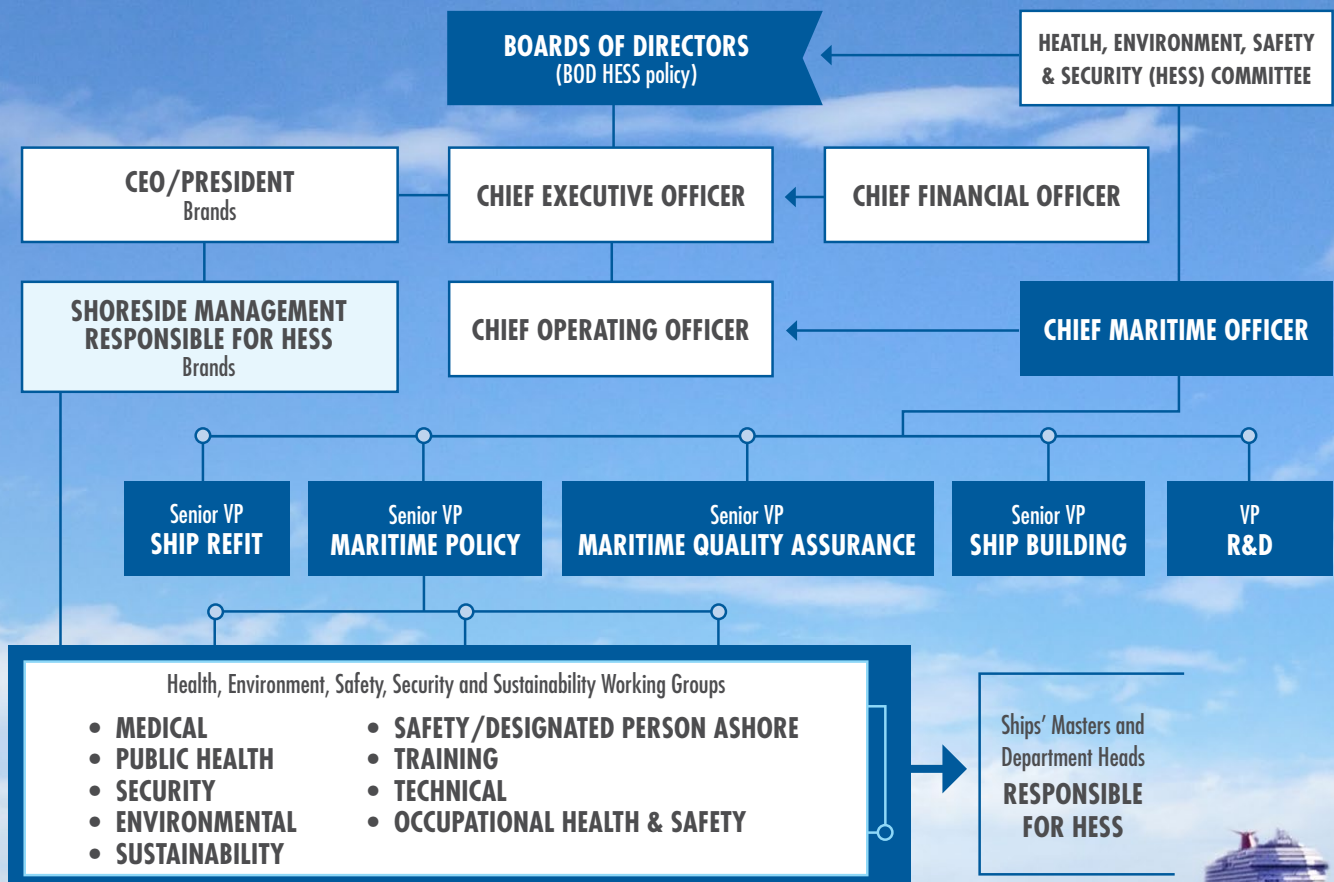 BOARDS OF DIRECTORS
(BOD HESS policy)
HEATLH, ENVIRONMENT, SAFETY
& SECURITY (HESS) COMMITTEE
CEO/PRESIDENT
Brands
CHIEF EXECUTIVE OFFICER
CHIEF FINANCIAL OFFICER
SHORESIDE MANAGEMENT
RESPONSIBLE FOR HESS
Brands
CHIEF OPERATING OFFICER
CHIEF MARITIME OFFICER
Senior VP
SHIP REFIT
Senior VP
MARITIME POLICY
Senior VP
MARITIME QUALITY ASSURANCE
Senior VP
SHIP BUILDING
VP
R&D
Health, Environment, Safety, Security and Sustainability Working Groups
• MEDICAL
• PUBLIC HEALTH
• SECURITY
• ENVIRONMENTAL
• SUSTAINABILITY
• SAFETY/DESIGNATED PERSON ASHORE
• TRAINING
• TECHNICAL
• OCCUPATIONAL HEALTH & SAFETY
Ships' Masters and
Department Heads
RESPONSIBLE
FOR HESS